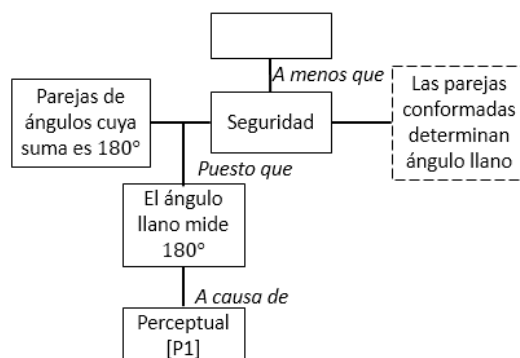 A menos que
Parejas de
ángulos cuya
suma es 180°
Seguridad
Las parejas
conformadas
determinan
ángulo llano
Puesto que
El ángulo
llano mide
180°
A causa de
Perceptual
[P1]